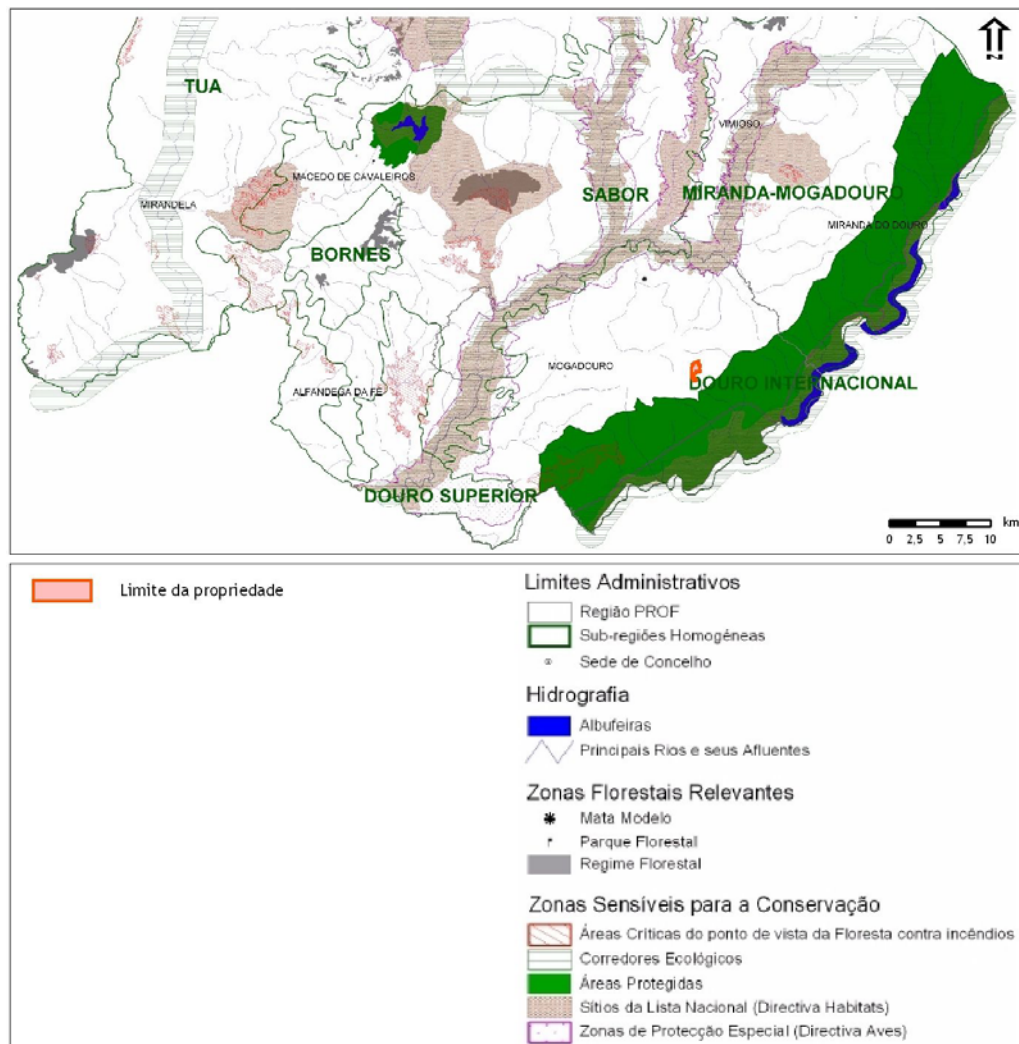 N
TUA
VIMIOSO
MACEDO DE CAVALEIROS
SABOR
MIRANDA-MOGADOURO
MIRANDELA
MIRANDA DO DOURO
BORNES
MOGADOURO
DOURO INTERNACIONAL
ALFANDEGA DA FÉ
DOURO SUPERIOR
km
0 2,5 5 7,5 10
Limite da propriedade
Limites Administrativos
Região PROF
Sub-regiões Homogéneas
Sede de Concelho
Hidrografia
Albufeiras
Principais Rios e seus Afluentes
Zonas Florestais Relevantes
Mata Modelo
Parque Florestal
Regime Florestal
Zonas Sensíveis para a Conservação
Áreas Críticas do ponto de vista da Floresta contra incêndios
Corredores Ecológicos
Áreas Protegidas
Sítios da Lista Nacional (Directiva Habitats)
Zonas de Protecção Especial (Directiva Aves)